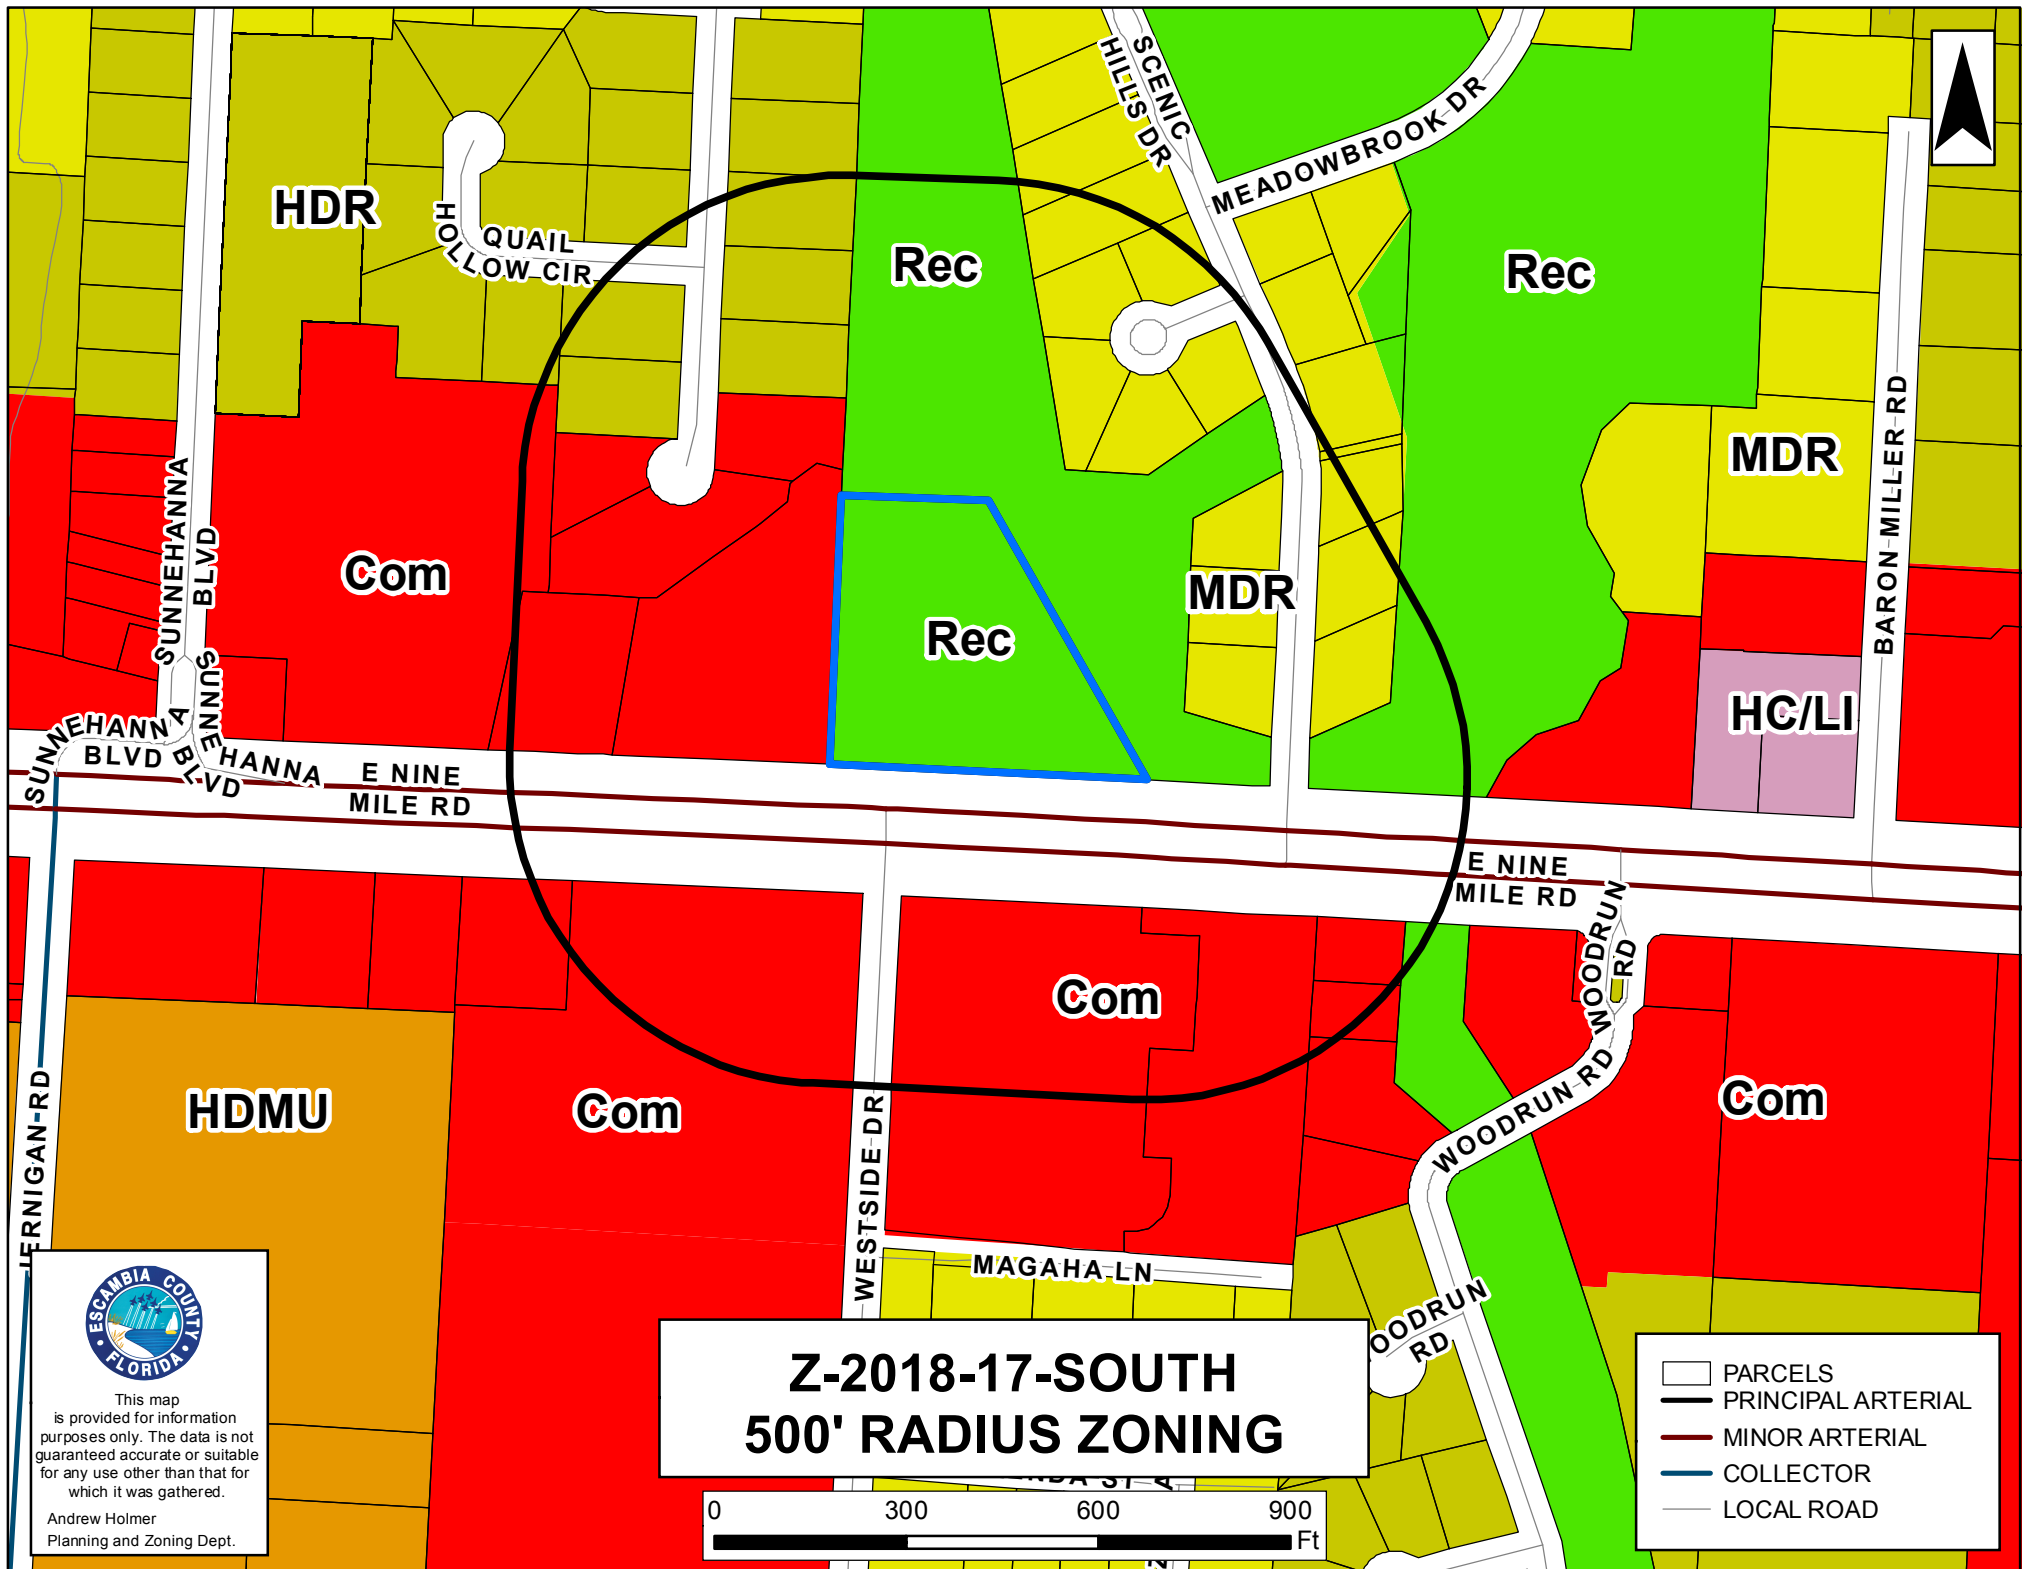 SCENIC
HILLS DR
MEADOWBROOK DR
HDR
QUAIL
HOLLOW CIR
Rec
Rec
MDR
BARON MILLER RD
SUNNEHANNA
BLVD
Com
Rec
MDR
HC/LI
SUNNEHANNA
BLVD
SUNNEHANNA
BLVD
E NINE
MILE RD
E NINE
MILE RD
WOODRUN
RD
Com
JERNIGAN RD
HDMU
Com
WESTSIDE DR
WOODRUN RD
Com
MAGAHA LN
WOODRUN
RD
ESCAMBIA COUNTY
FLORIDA
This map
is provided for information
purposes only. The data is not
guaranteed accurate or suitable
for any use other than that for
which it was gathered.
Andrew Holmer
Planning and Zoning Dept.
Z-2018-17-SOUTH
500' RADIUS ZONING
0 300 600 900
Ft
PARCELS
PRINCIPAL ARTERIAL
MINOR ARTERIAL
COLLECTOR
LOCAL ROAD